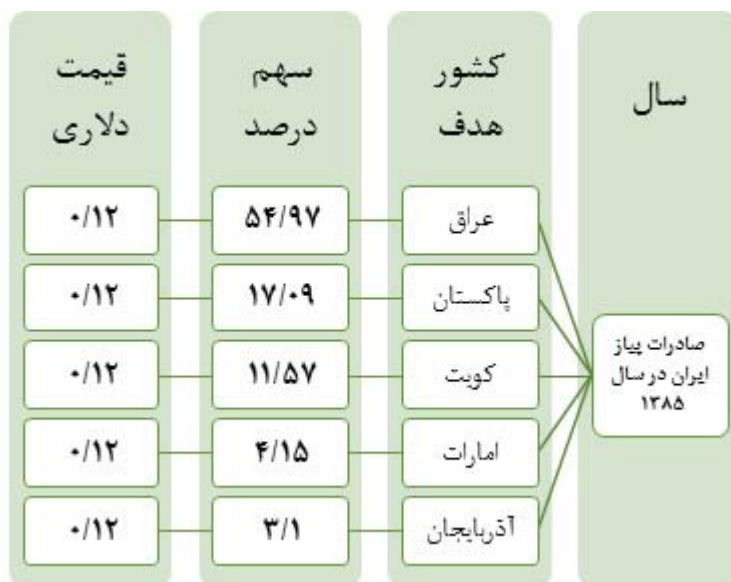 سال
کشور
هدف
سهم
درصد
قیمت
دلاری
صادرات پیاز
ایران در سال
۱۳۸۵
عراق
۵۴/۹۷
۰/۱۲
پاکستان
۱۷/۰۹
۰/۱۲
کویت
۱۱/۵۷
۰/۱۲
امارات
۴/۱۵
۰/۱۲
آذربایجان
۳/۱
۰/۱۲